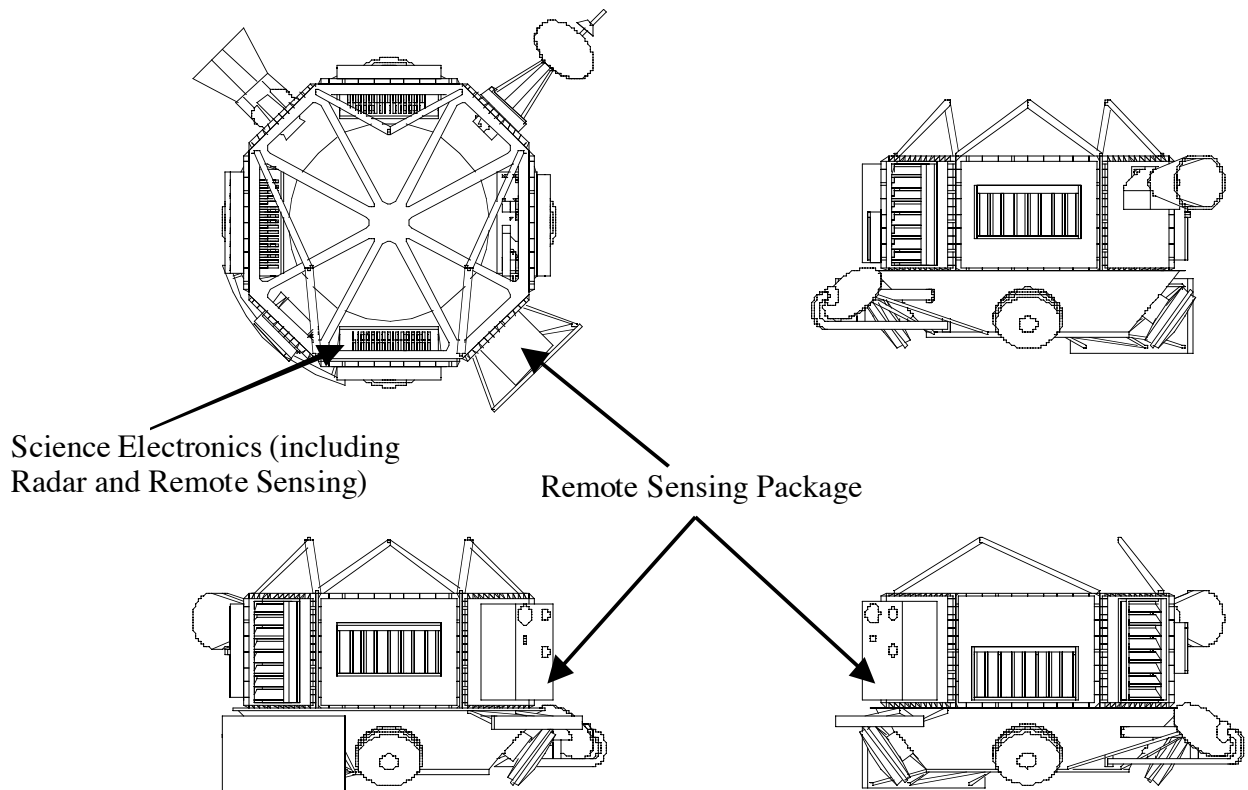 Science Electronics (including
Radar and Remote Sensing)
Remote Sensing Package